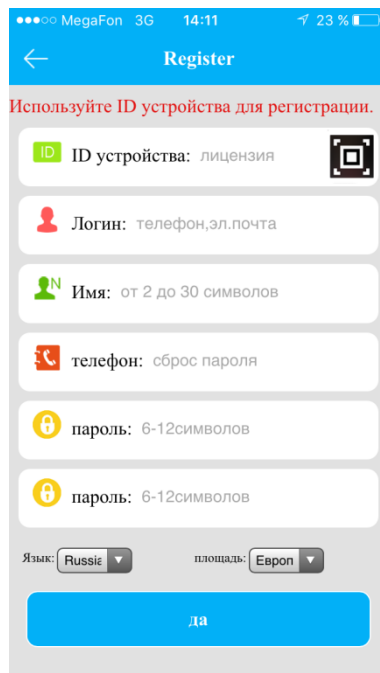 MegaFon 3G 14:11 23 %
Register
Используйте ID устройства для регистрации.
ID ID устройства: лицензия
Логин: телефон,эл.почта
N Имя: от 2 до 30 символов
телефон: сброс пароля
пароль: 6-12символов
пароль: 6-12символов
Язык: Russia площадь: Европ
да